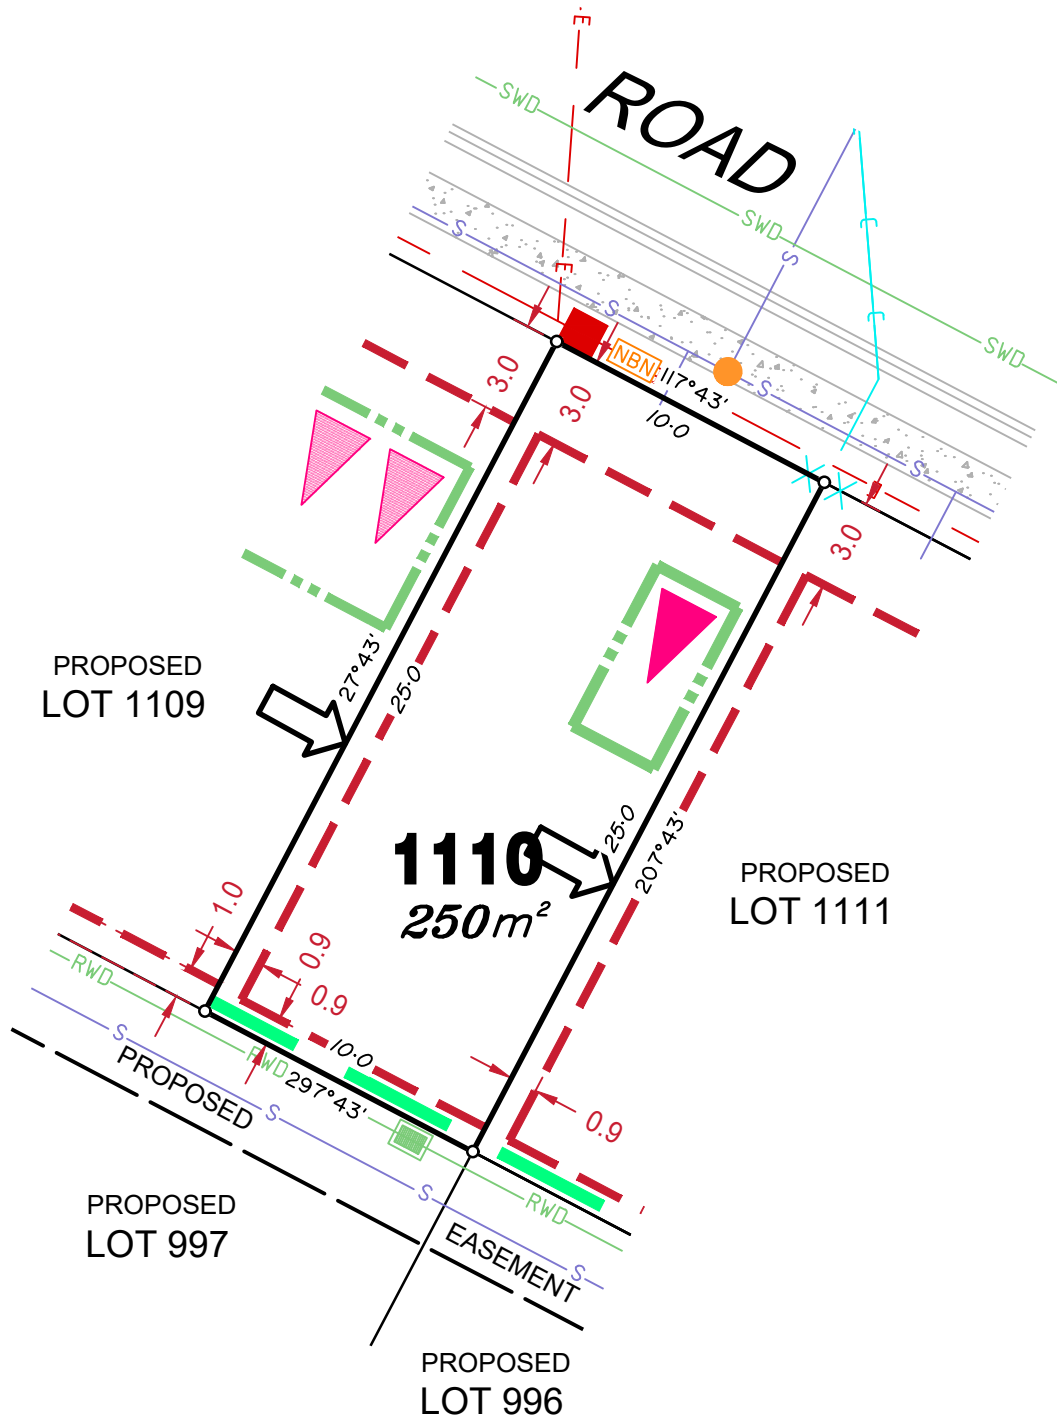 E
SWD
ROAD
SWD
S
S
E
S
E
E
SWD
3.0
NBN
117°43'
S
3.0
10·0
S
3.0
27°43'
PROPOSED
LOT 1109
25·0
25·0
207°43'
1110
250m²
PROPOSED
LOT 1111
1.0
0.9
0.9
RWD
S
10·0
RWD
PROPOSED
297°43'
S
0.9
S
RWD
PROPOSED
LOT 997
EASEMENT
S
PROPOSED
LOT 996